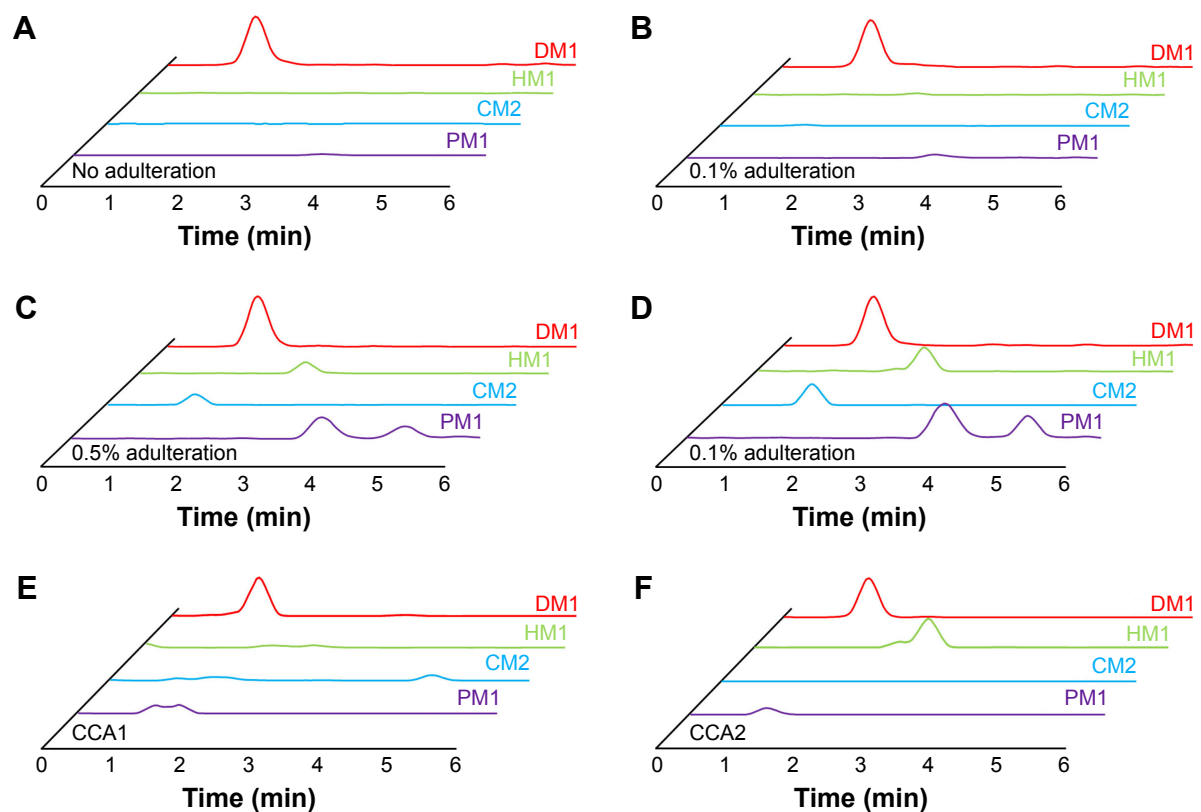 A
DM1
HM1
CM2
PM1
No adulteration
0 1 2 3 4 5 6
Time (min)
B
DM1
HM1
CM2
PM1
0.1% adulteration
0 1 2 3 4 5 6
Time (min)
C
DM1
HM1
CM2
PM1
0.5% adulteration
0 1 2 3 4 5 6
Time (min)
D
DM1
HM1
CM2
PM1
0.1% adulteration
0 1 2 3 4 5 6
Time (min)
E
DM1
HM1
CM2
PM1
CCA1
0 1 2 3 4 5 6
Time (min)
F
DM1
HM1
CM2
PM1
CCA2
0 1 2 3 4 5 6
Time (min)